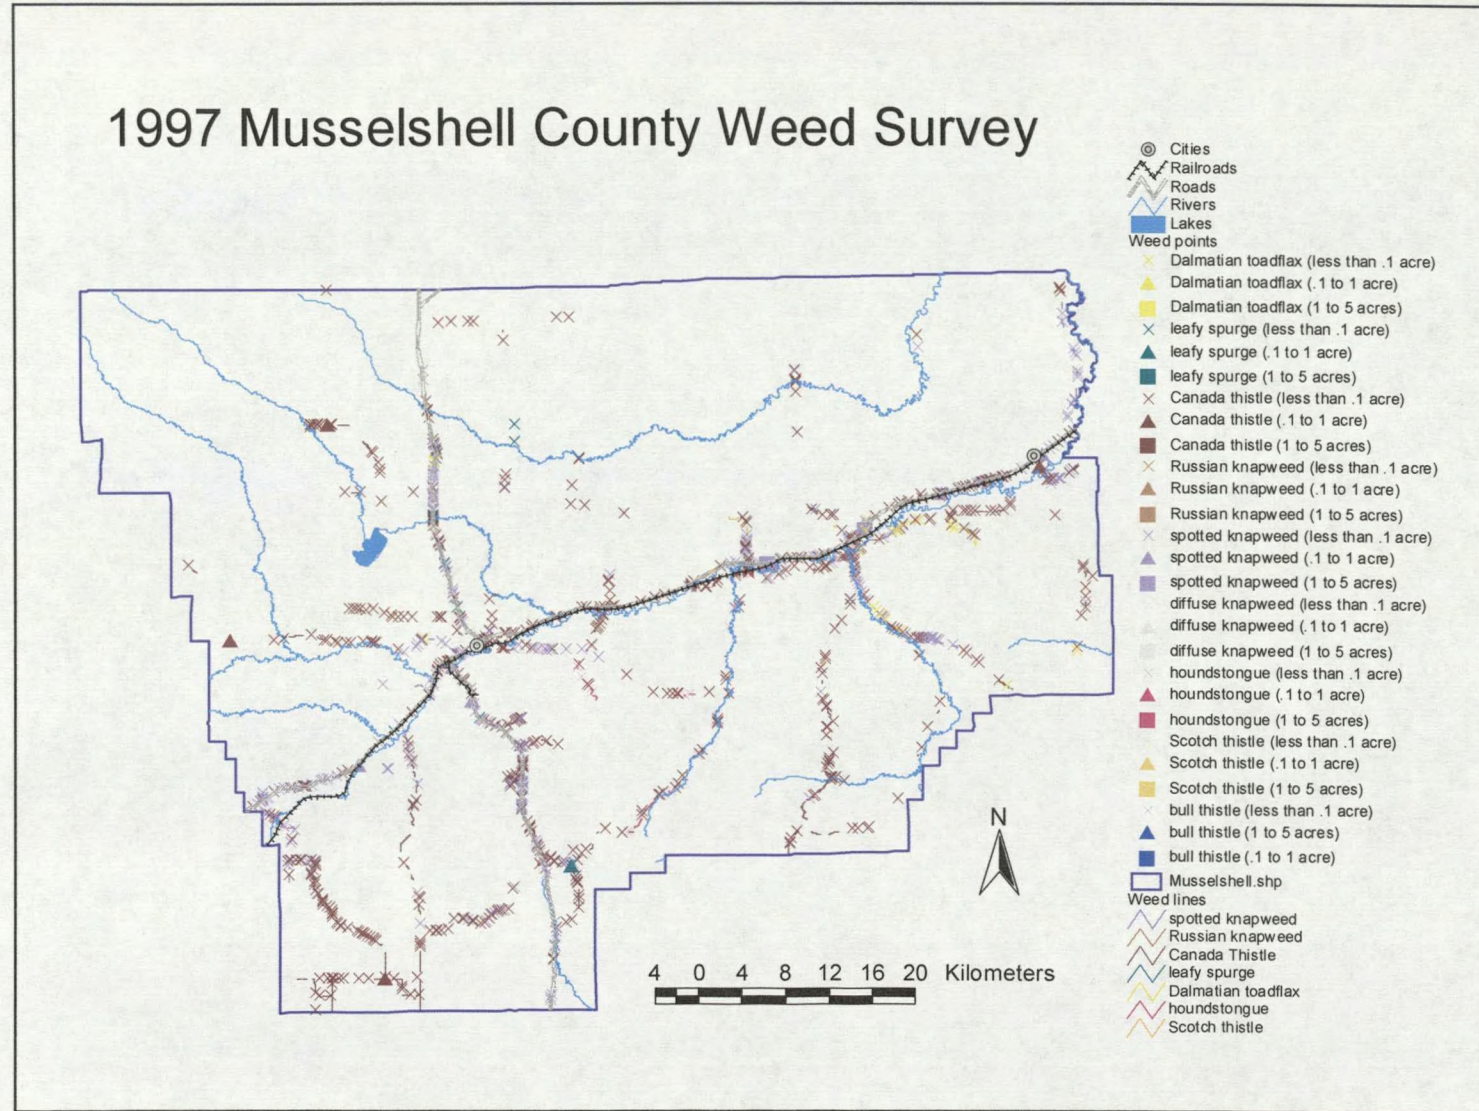 1997 Musselshell County Weed Survey
Cities
Railroads
Roads
Rivers
Lakes
Weed points
Dalmatian toadflax (less than .1 acre)
Dalmatian toadflax (.1 to 1 acre)
Dalmatian toadflax (1 to 5 acres)
leafy spurge (less than .1 acre)
leafy spurge (.1 to 1 acre)
leafy spurge (1 to 5 acres)
Canada thistle (less than .1 acre)
Canada thistle (.1 to 1 acre)
Canada thistle (1 to 5 acres)
Russian knapweed (less than .1 acre)
Russian knapweed (.1 to 1 acre)
Russian knapweed (1 to 5 acres)
spotted knapweed (less than .1 acre)
spotted knapweed (.1 to 1 acre)
spotted knapweed (1 to 5 acres)
diffuse knapweed (less than .1 acre)
diffuse knapweed (.1 to 1 acre)
diffuse knapweed (1 to 5 acres)
houndstongue (less than .1 acre)
houndstongue (.1 to 1 acre)
houndstongue (1 to 5 acres)
Scotch thistle (less than .1 acre)
Scotch thistle (.1 to 1 acre)
Scotch thistle (1 to 5 acres)
bull thistle (less than .1 acre)
bull thistle (1 to 5 acres)
bull thistle (.1 to 1 acre)
Musselshell.shp
Weed lines
spotted knapweed
Russian knapweed
Canada Thistle
leafy spurge
Dalmatian toadflax
houndstongue
Scotch thistle
N
4 0 4 8 12 16 20 Kilometers